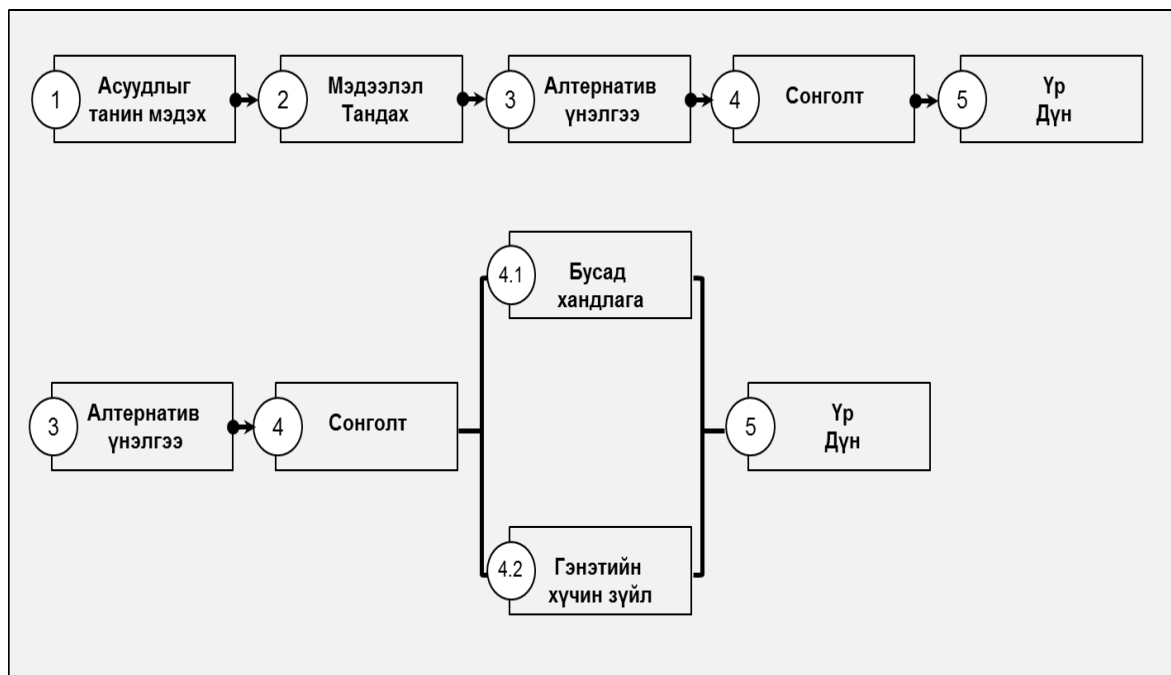 1
Асуудлыг
танин мэдэх
2
Мэдээлэл
Тандах
3
Алтернатив
үнэлгээ
4
Сонголт
5
Үр
Дүн
3
Алтернатив
үнэлгээ
4
Сонголт
4.1
Бусад
хандлага
4.2
Гэнэтийн
хүчин зүйл
5
Үр
Дүн